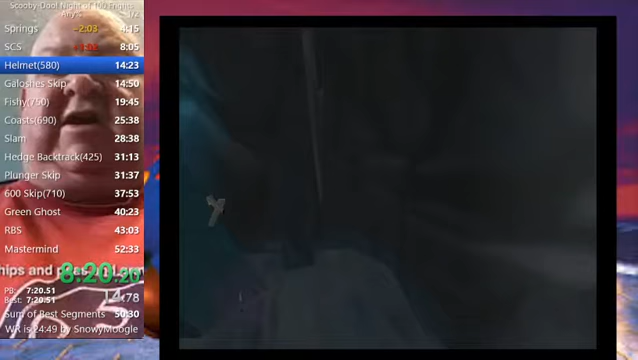 Scooby-Doo! Night of 100 Frights
Any%
Springs -2:03 4:15
SCS 8:05
Helmet(580) 14:23
Galoshes Skip 14:50
Fishy(750) 19:45
Coasts(690) 25:38
Slam 28:38
Hedge Backtrack(425) 31:13
Plunger Skip 31:37
600 Skip(710) 37:53
Green Ghost 40:23
RBS 43:03
Mastermind 52:33
8:20.20
PB: 7:20.51
Best: 7:20.51
Sum of Best Segments 50:30
WR is 24:49 by SnowyMoogle